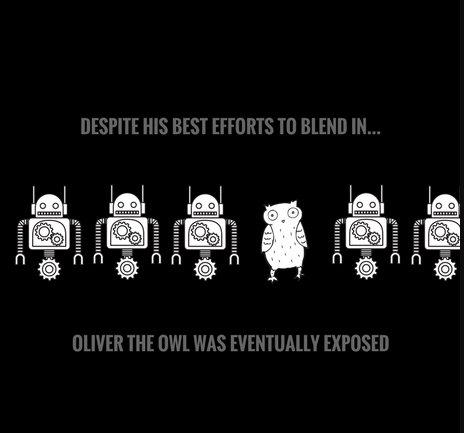 DESPITE HIS BEST EFFORTS TO BLEND IN...
OLIVER THE OWL WAS EVENTUALLY EXPOSED